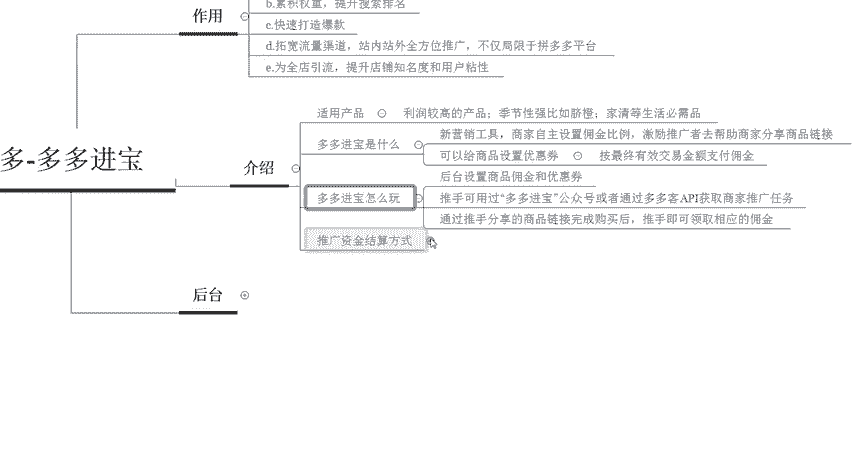 b.累积权重，提升搜索排名
作用
c.快速打造爆款
d.拓宽流量渠道，站内站外全方位推广，不仅局限于拼多多平台
e.为全店引流，提升店铺知名度和用户粘性
适用产品
利润较高的产品；季节性强比如脐橙；家清等生活必需品
新营销工具，商家自主设置佣金比例，激励推广者去帮助商家分享商品链接
多多进宝是什么
多-多多进宝
可以给商品设置优惠券
按最终有效交易金额支付佣金
介绍
后台设置商品佣金和优惠券
多多进宝怎么玩
推手可用过“多多进宝”公众号或者通过多多客API获取商家推广任务
通过推手分享的商品链接完成购买后，推手即可领取相应的佣金
推广资金结算方式
后台